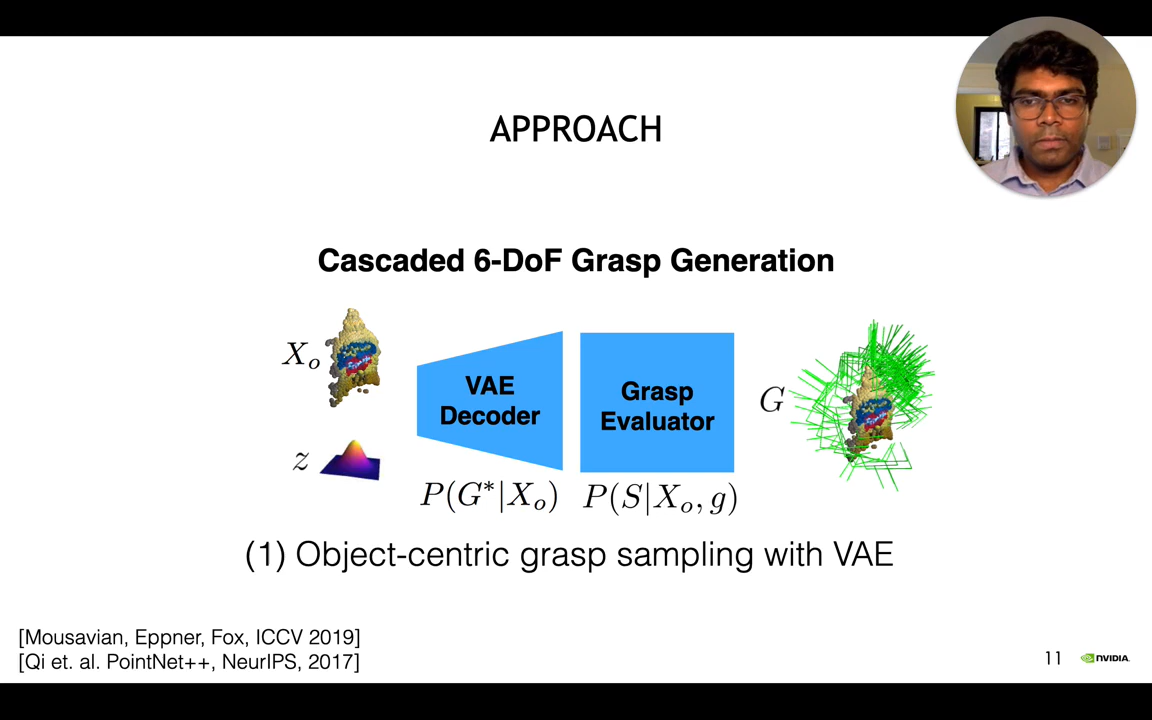 APPROACH
Cascaded 6-DoF Grasp Generation
X_o
z
VAE
Decoder
Grasp
Evaluator
G
P(G*|X_o)
P(S|X_o, g)
(1) Object-centric grasp sampling with VAE
[Mousavian, Eppner, Fox, ICCV 2019]
[Qi et. al. PointNet++, NeurIPS, 2017]
11
NVIDIA.